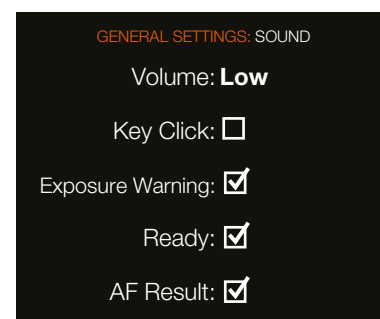 GENERAL SETTINGS: SOUND
Volume: Low
Key Click:
Exposure Warning:
Ready:
AF Result: